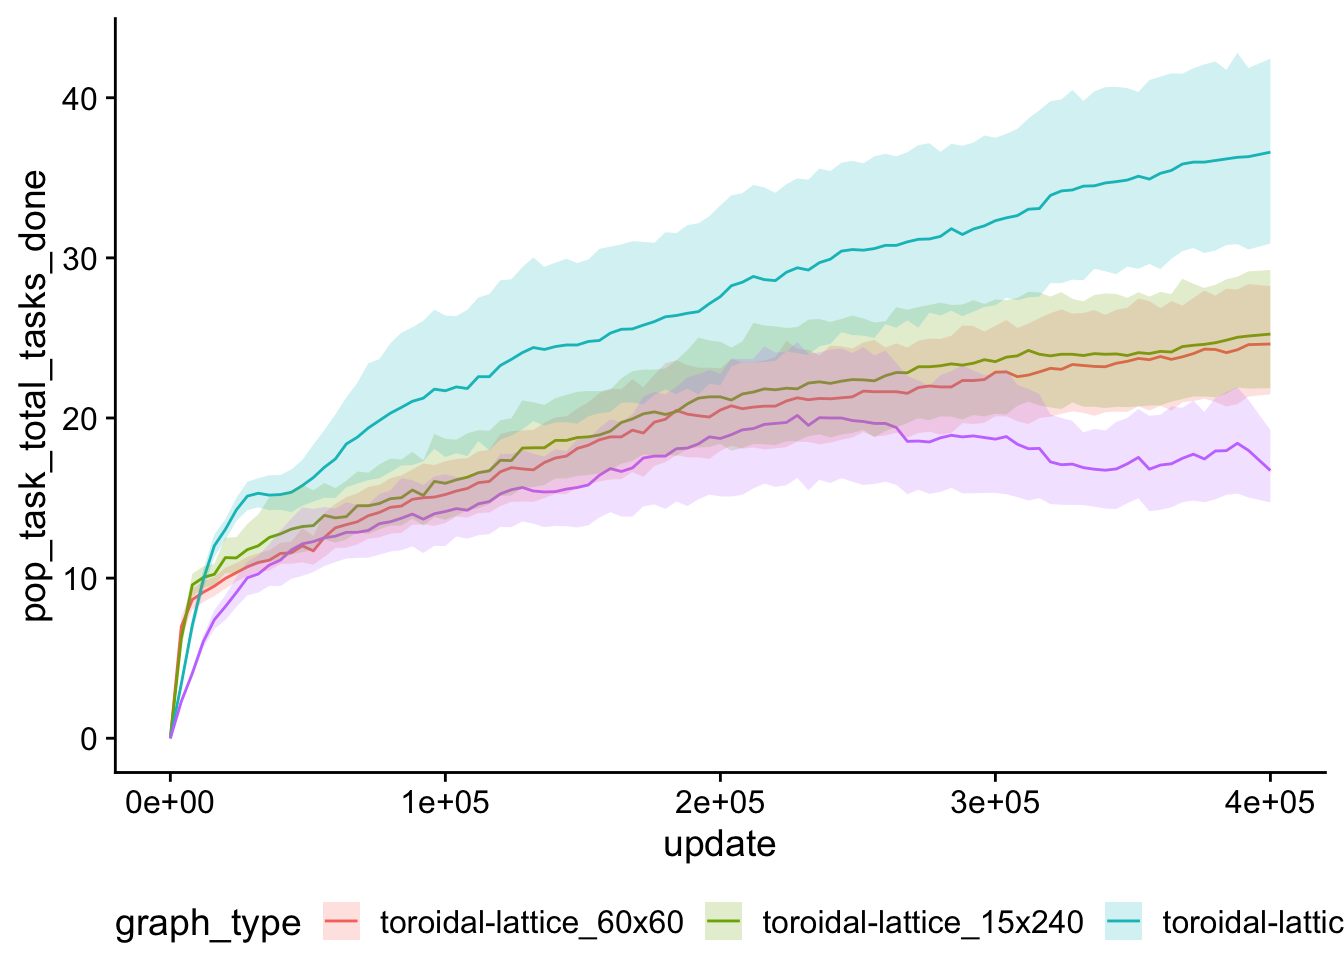 pop_task_total_tasks_done
40
30
20
10
0
0e+00 1e+05 2e+05 3e+05 4e+05
update
graph_type toroidal-lattice_60x60 toroidal-lattice_15x240 toroidal-lattic